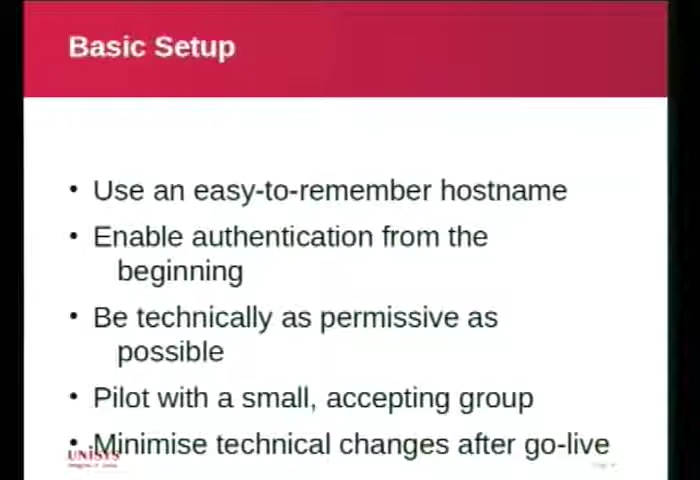 Basic Setup
• Use an easy-to-remember hostname
• Enable authentication from the
beginning
• Be technically as permissive as
possible
• Pilot with a small, accepting group
• Minimise technical changes after go-live
UNISYS